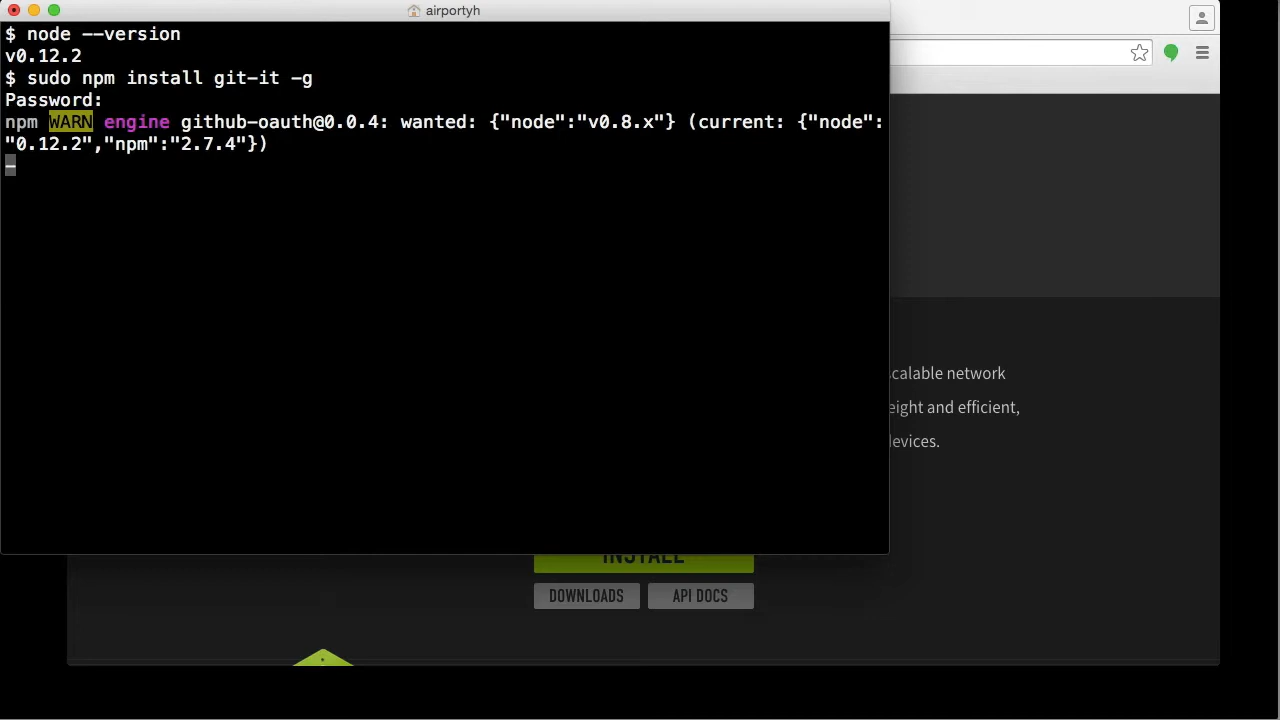 airportyh
$ node --version
v0.12.2
$ sudo npm install git-it -g
Password:
npm WARN engine github-oauth@0.0.4: wanted: {"node":"v0.8.x"} (current: {"node":
"0.12.2","npm":"2.7.4"})
scalable network
eight and efficient,
devices.
INSTALL
DOWNLOADS
API DOCS